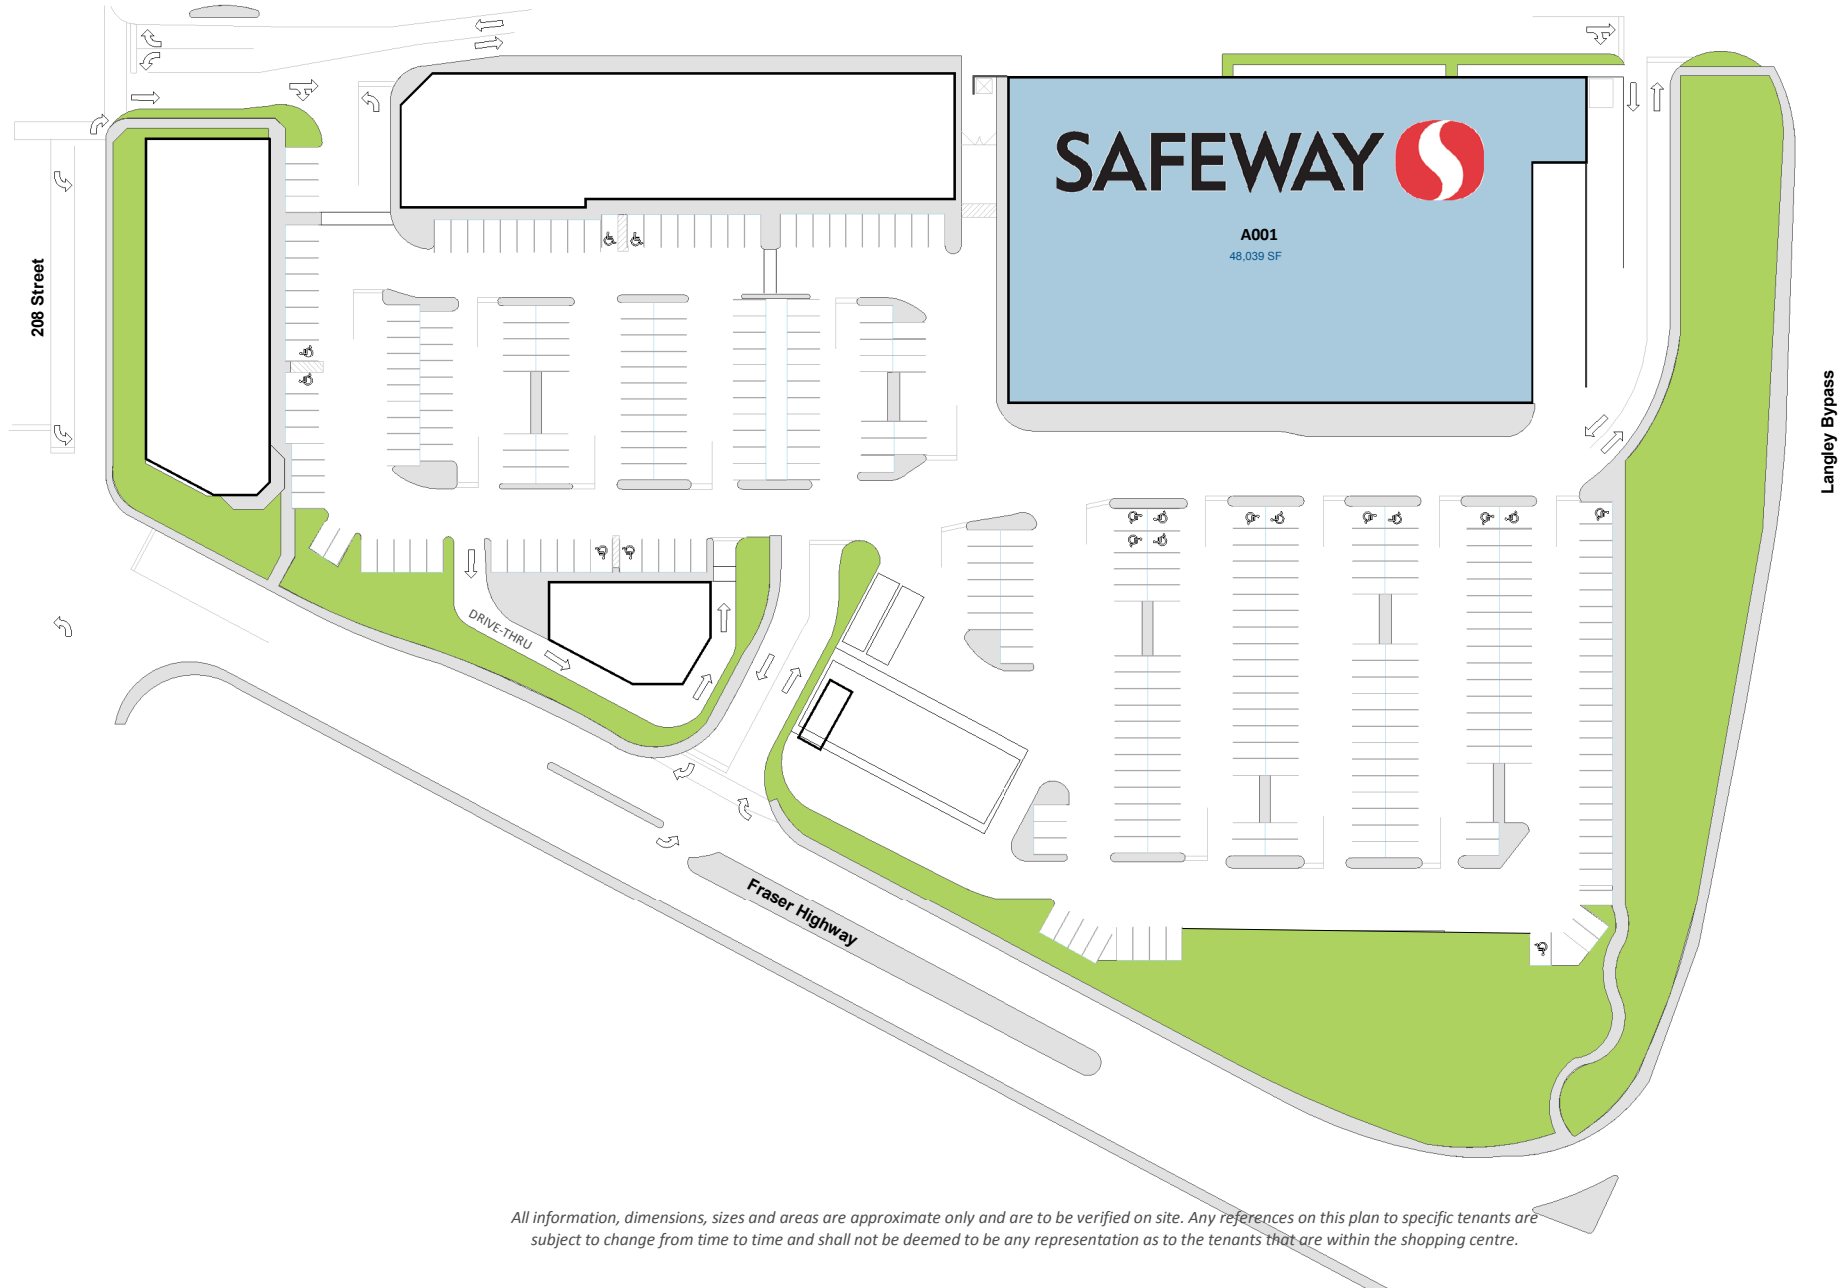 SAFEWAY
A001
48,039 SF
208 Street
Langley Bypass
DRIVE-THRU
Fraser Highway
All information, dimensions, sizes and areas are approximate only and are to be verified on site. Any references on this plan to specific tenants are
subject to change from time to time and shall not be deemed to be any representation as to the tenants that are within the shopping centre.